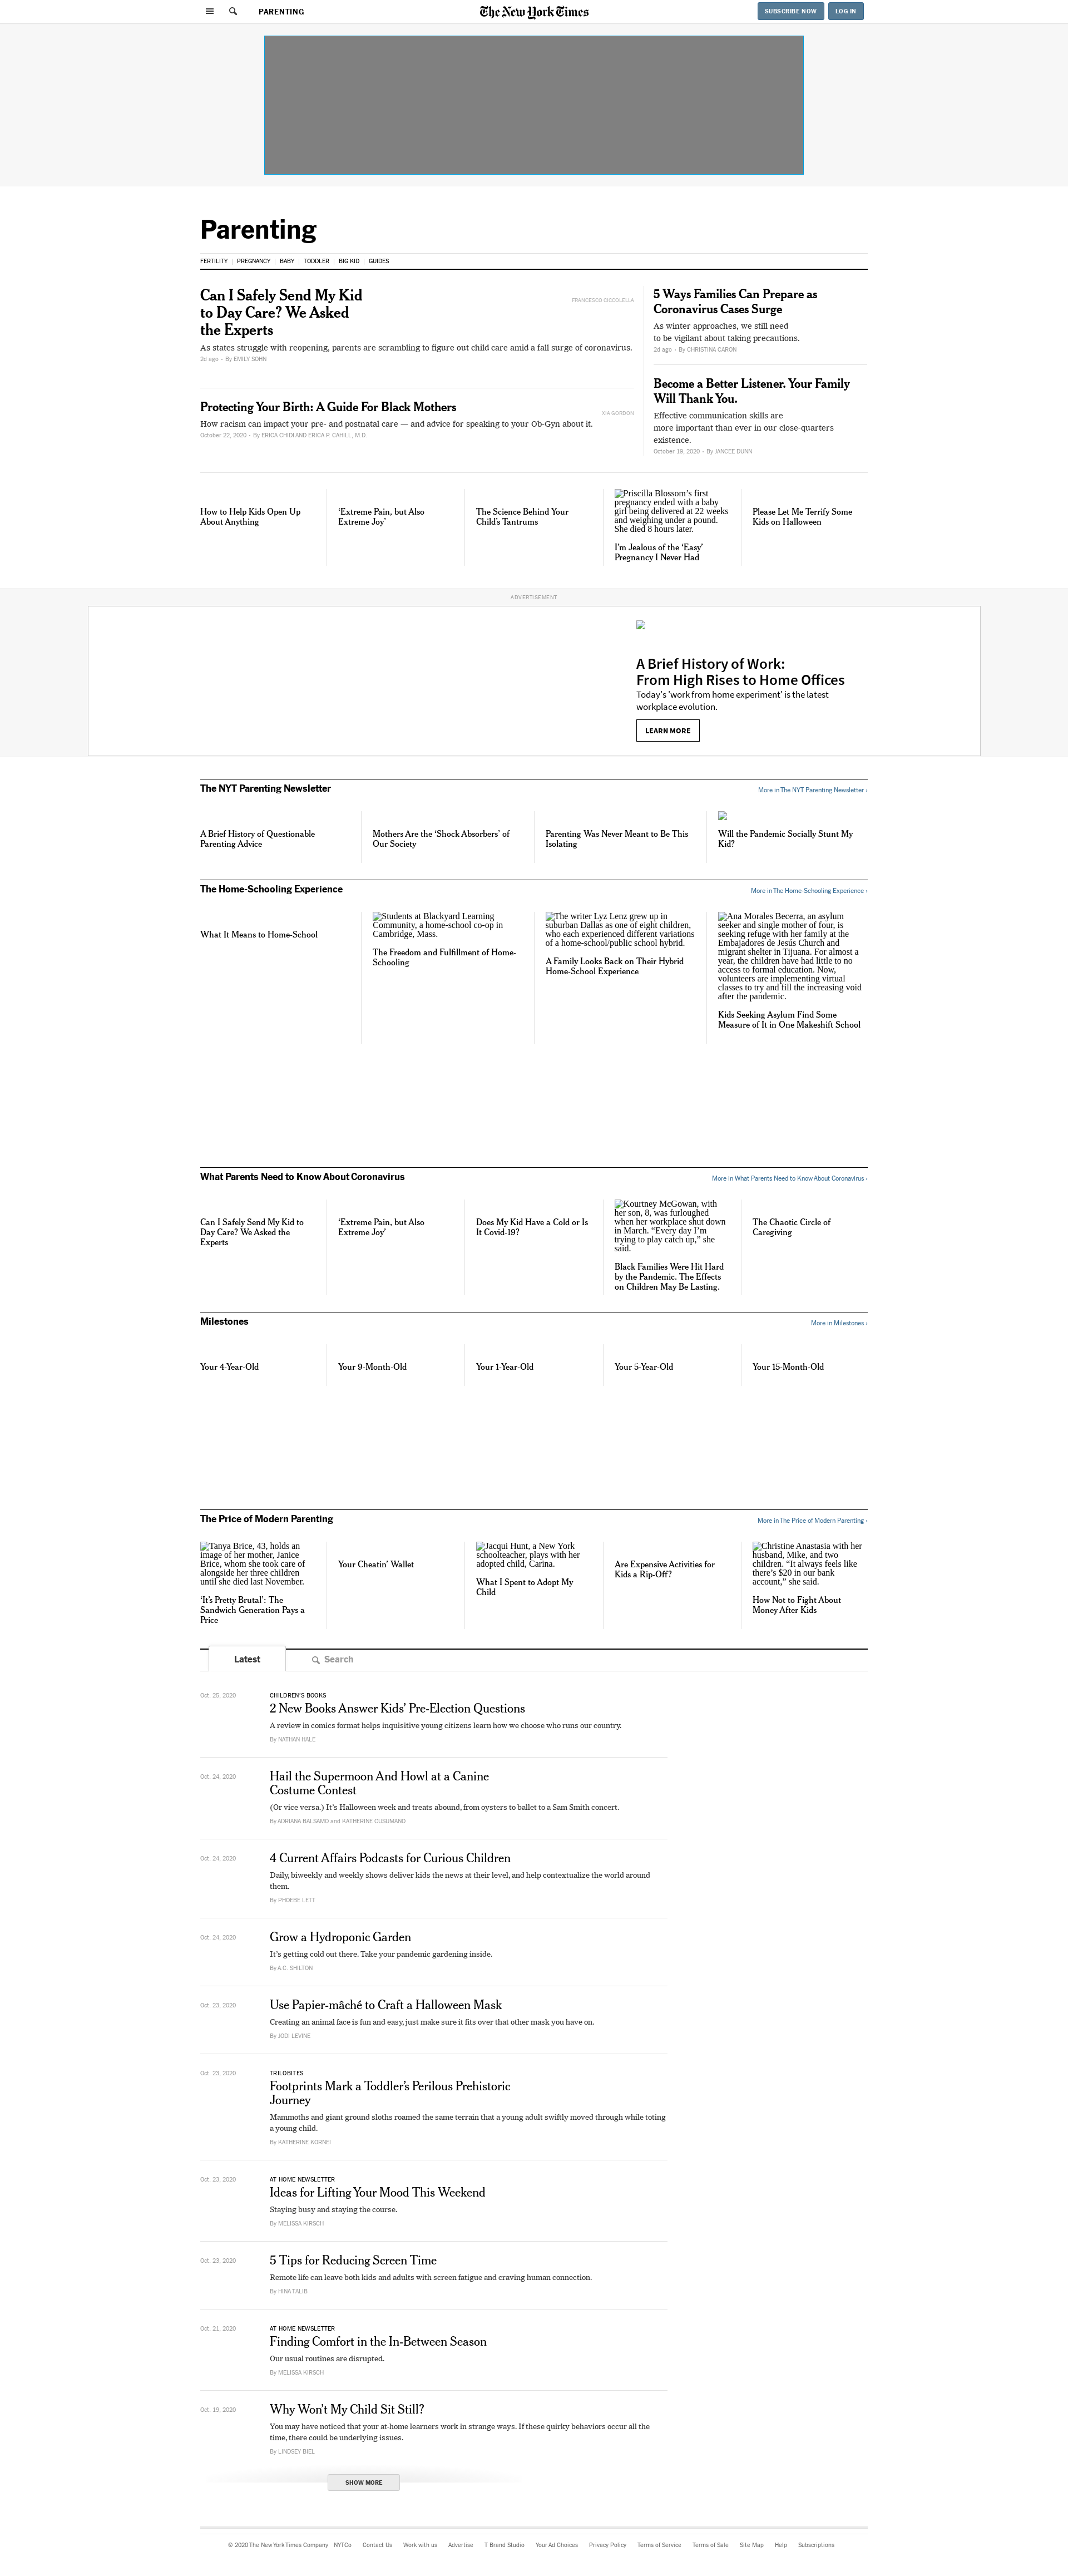 PARENTING
The New York Times
SUBSCRIBE NOW
LOG IN
Parenting
FERTILITY
PREGNANCY
BABY
TODDLER
BIG KID
GUIDES
Can I Safely Send My Kid
to Day Care? We Asked
the Experts
FRANCESCO CICCOLELLA
As states struggle with reopening, parents are scrambling to figure out child care amid a fall surge of coronavirus.
2d ago - By EMILY SOHN
Protecting Your Birth: A Guide For Black Mothers
XIA GORDON
How racism can impact your pre- and postnatal care — and advice for speaking to your Ob-Gyn about it.
October 22, 2020 - By ERICA CHIDI AND ERICA P. CAHILL, M.D.
5 Ways Families Can Prepare as
Coronavirus Cases Surge
As winter approaches, we still need
to be vigilant about taking precautions.
2d ago - By CHRISTINA CARON
Become a Better Listener. Your Family
Will Thank You.
Effective communication skills are
more important than ever in our close-quarters
existence.
October 19, 2020 - By JANCEE DUNN
How to Help Kids Open Up
About Anything
‘Extreme Pain, but Also
Extreme Joy’
The Science Behind Your
Child’s Tantrums
Priscilla Blossom’s first
pregnancy ended with a baby
girl being delivered at 22 weeks
and weighing under a pound.
She died 8 hours later.
I’m Jealous of the ‘Easy’
Pregnancy I Never Had
Please Let Me Terrify Some
Kids on Halloween
ADVERTISEMENT
A Brief History of Work:
From High Rises to Home Offices
Today's 'work from home experiment' is the latest
workplace evolution.
LEARN MORE
The NYT Parenting Newsletter
More in The NYT Parenting Newsletter ›
A Brief History of Questionable
Parenting Advice
Mothers Are the ‘Shock Absorbers’ of
Our Society
Parenting Was Never Meant to Be This
Isolating
Will the Pandemic Socially Stunt My
Kid?
The Home-Schooling Experience
More in The Home-Schooling Experience ›
What It Means to Home-School
Students at Blackyard Learning
Community, a home-school co-op in
Cambridge, Mass.
The Freedom and Fulfillment of Home-
Schooling
The writer Lyz Lenz grew up in
suburban Dallas as one of eight children,
who each experienced different variations
of a home-school/public school hybrid.
A Family Looks Back on Their Hybrid
Home-School Experience
Ana Morales Becerra, an asylum
seeker and single mother of four, is
seeking refuge with her family at the
Embajadores de Jesús Church and
migrant shelter in Tijuana. For almost a
year, the children have had little to no
access to formal education. Now,
volunteers are implementing virtual
classes to try and fill the increasing void
after the pandemic.
Kids Seeking Asylum Find Some
Measure of It in One Makeshift School
What Parents Need to Know About Coronavirus
More in What Parents Need to Know About Coronavirus ›
Can I Safely Send My Kid to
Day Care? We Asked the
Experts
‘Extreme Pain, but Also
Extreme Joy’
Does My Kid Have a Cold or Is
It Covid-19?
Kourtney McGowan, with
her son, 8, was furloughed
when her workplace shut down
in March. “Every day I’m
trying to play catch up,” she
said.
Black Families Were Hit Hard
by the Pandemic. The Effects
on Children May Be Lasting.
The Chaotic Circle of
Caregiving
Milestones
More in Milestones ›
Your 4-Year-Old
Your 9-Month-Old
Your 1-Year-Old
Your 5-Year-Old
Your 15-Month-Old
The Price of Modern Parenting
More in The Price of Modern Parenting ›
Tanya Brice, 43, holds an
image of her mother, Janice
Brice, whom she took care of
alongside her three children
until she died last November.
‘It’s Pretty Brutal’: The
Sandwich Generation Pays a
Price
Your Cheatin’ Wallet
Jacqui Hunt, a New York
schoolteacher, plays with her
adopted child, Carina.
What I Spent to Adopt My
Child
Are Expensive Activities for
Kids a Rip-Off?
Christine Anastasia with her
husband, Mike, and two
children. “It always feels like
there’s $20 in our bank
account,” she said.
How Not to Fight About
Money After Kids
Latest
Search
Oct. 25, 2020
CHILDREN'S BOOKS
2 New Books Answer Kids’ Pre-Election Questions
A review in comics format helps inquisitive young citizens learn how we choose who runs our country.
By NATHAN HALE
Oct. 24, 2020
Hail the Supermoon And Howl at a Canine
Costume Contest
(Or vice versa.) It’s Halloween week and treats abound, from oysters to ballet to a Sam Smith concert.
By ADRIANA BALSAMO and KATHERINE CUSUMANO
Oct. 24, 2020
4 Current Affairs Podcasts for Curious Children
Daily, biweekly and weekly shows deliver kids the news at their level, and help contextualize the world around
them.
By PHOEBE LETT
Oct. 24, 2020
Grow a Hydroponic Garden
It’s getting cold out there. Take your pandemic gardening inside.
By A.C. SHILTON
Oct. 23, 2020
Use Papier-mâché to Craft a Halloween Mask
Creating an animal face is fun and easy, just make sure it fits over that other mask you have on.
By JODI LEVINE
Oct. 23, 2020
TRILOBITES
Footprints Mark a Toddler’s Perilous Prehistoric
Journey
Mammoths and giant ground sloths roamed the same terrain that a young adult swiftly moved through while toting
a young child.
By KATHERINE KORNEI
Oct. 23, 2020
AT HOME NEWSLETTER
Ideas for Lifting Your Mood This Weekend
Staying busy and staying the course.
By MELISSA KIRSCH
Oct. 23, 2020
5 Tips for Reducing Screen Time
Remote life can leave both kids and adults with screen fatigue and craving human connection.
By HINA TALIB
Oct. 21, 2020
AT HOME NEWSLETTER
Finding Comfort in the In-Between Season
Our usual routines are disrupted.
By MELISSA KIRSCH
Oct. 19, 2020
Why Won’t My Child Sit Still?
You may have noticed that your at-home learners work in strange ways. If these quirky behaviors occur all the
time, there could be underlying issues.
By LINDSEY BIEL
SHOW MORE
© 2020 The New York Times Company NYTCo Contact Us Work with us Advertise T Brand Studio Your Ad Choices Privacy Policy Terms of Service Terms of Sale Site Map Help Subscriptions